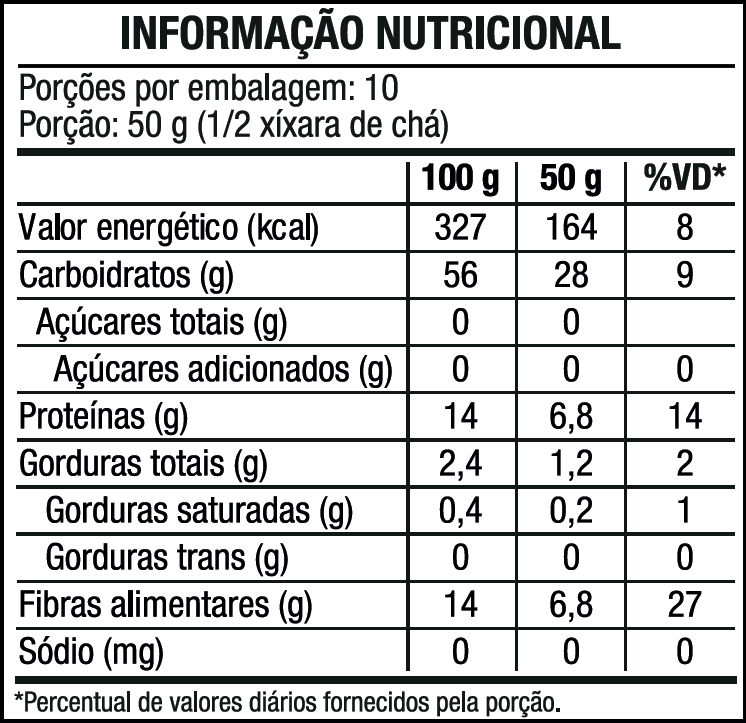 INFORMAÇÃO NUTRICIONAL
Porções por embalagem: 10
Porção: 50 g (1/2 xíxara de chá)
100 g 50 g %VD*
Valor energético (kcal) 327 164 8
Carboidratos (g) 56 28 9
Açúcares totais (g) 0 0
Açúcares adicionados (g) 0 0 0
Proteínas (g) 14 6,8 14
Gorduras totais (g) 2,4 1,2 2
Gorduras saturadas (g) 0,4 0,2 1
Gorduras trans (g) 0 0 0
Fibras alimentares (g) 14 6,8 27
Sódio (mg) 0 0 0
*Percentual de valores diários fornecidos pela porção.